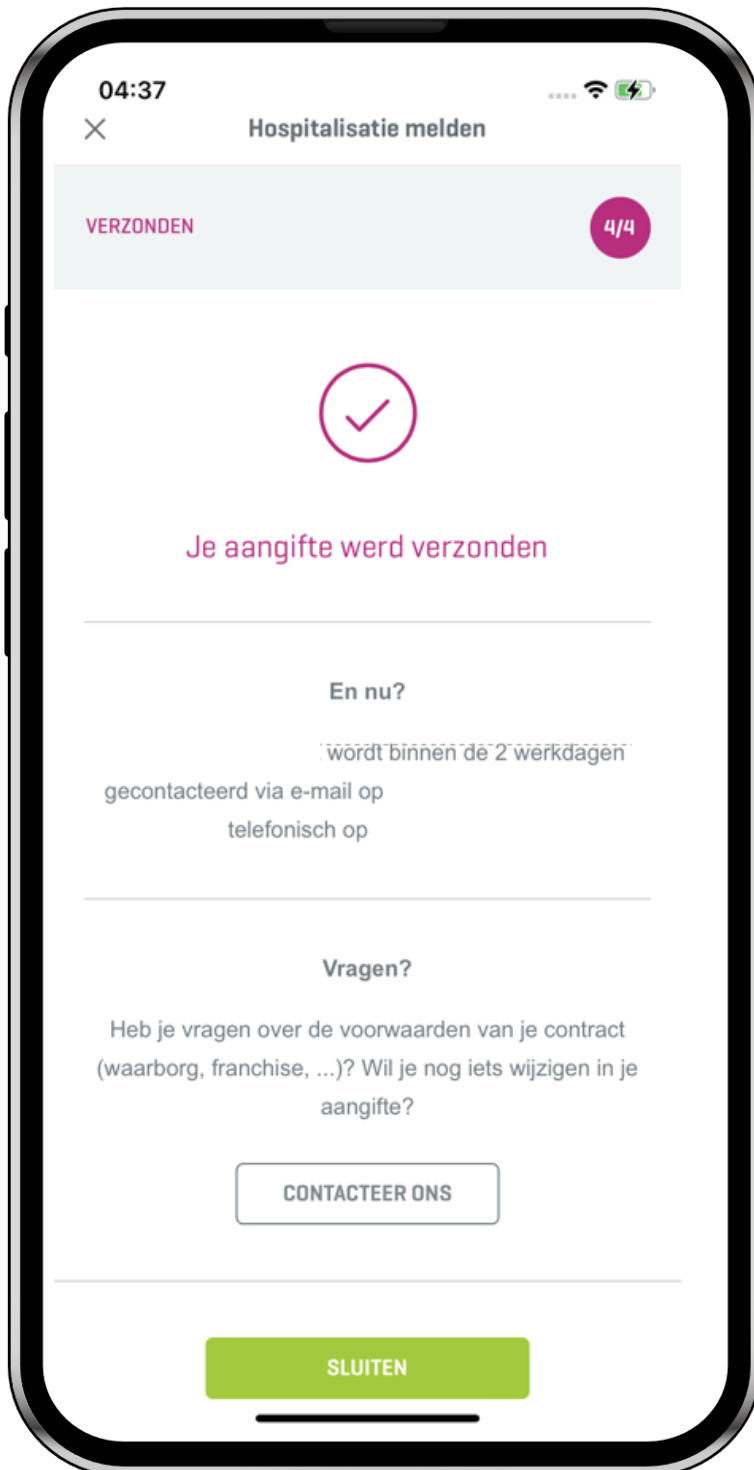 04:37
Hospitalisatie melden
VERZONDEN
4/4
Je aangifte werd verzonden
En nu?
wordt binnen de 2 werkdagen
gecontacteerd via e-mail op
telefonisch op
Vragen?
Heb je vragen over de voorwaarden van je contract
(waarborg, franchise, ...)? Wil je nog iets wijzigen in je
aangifte?
CONTACTEER ONS
SLUITEN